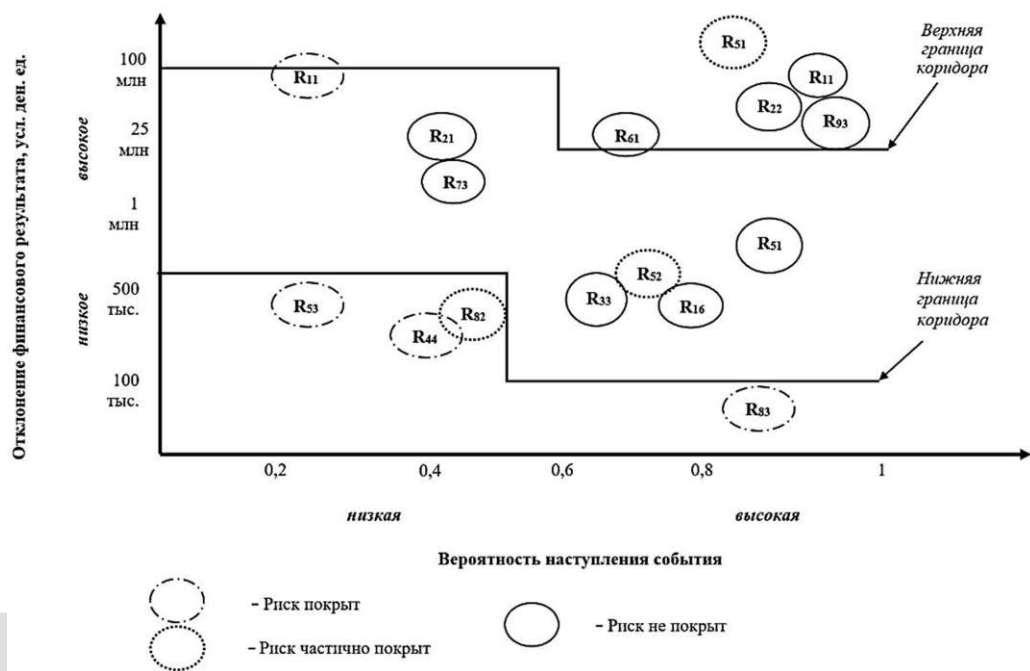 Отклонение финансового результата, усл. ден. ед.
высокое
низкое
100
млн
25
млн
1
млн
500
тыс.
100
тыс.
R51
Верхняя
граница
коридора
R11
R11
R22
R93
R21
R61
R73
R51
R52
R33
R16
Нижняя
граница
коридора
R53
R82
R44
R83
0,2
0,4
0,6
0,8
1
низкая
высокая
Вероятность наступления события
– Риск покрыт
– Риск частично покрыт
– Риск не покрыт